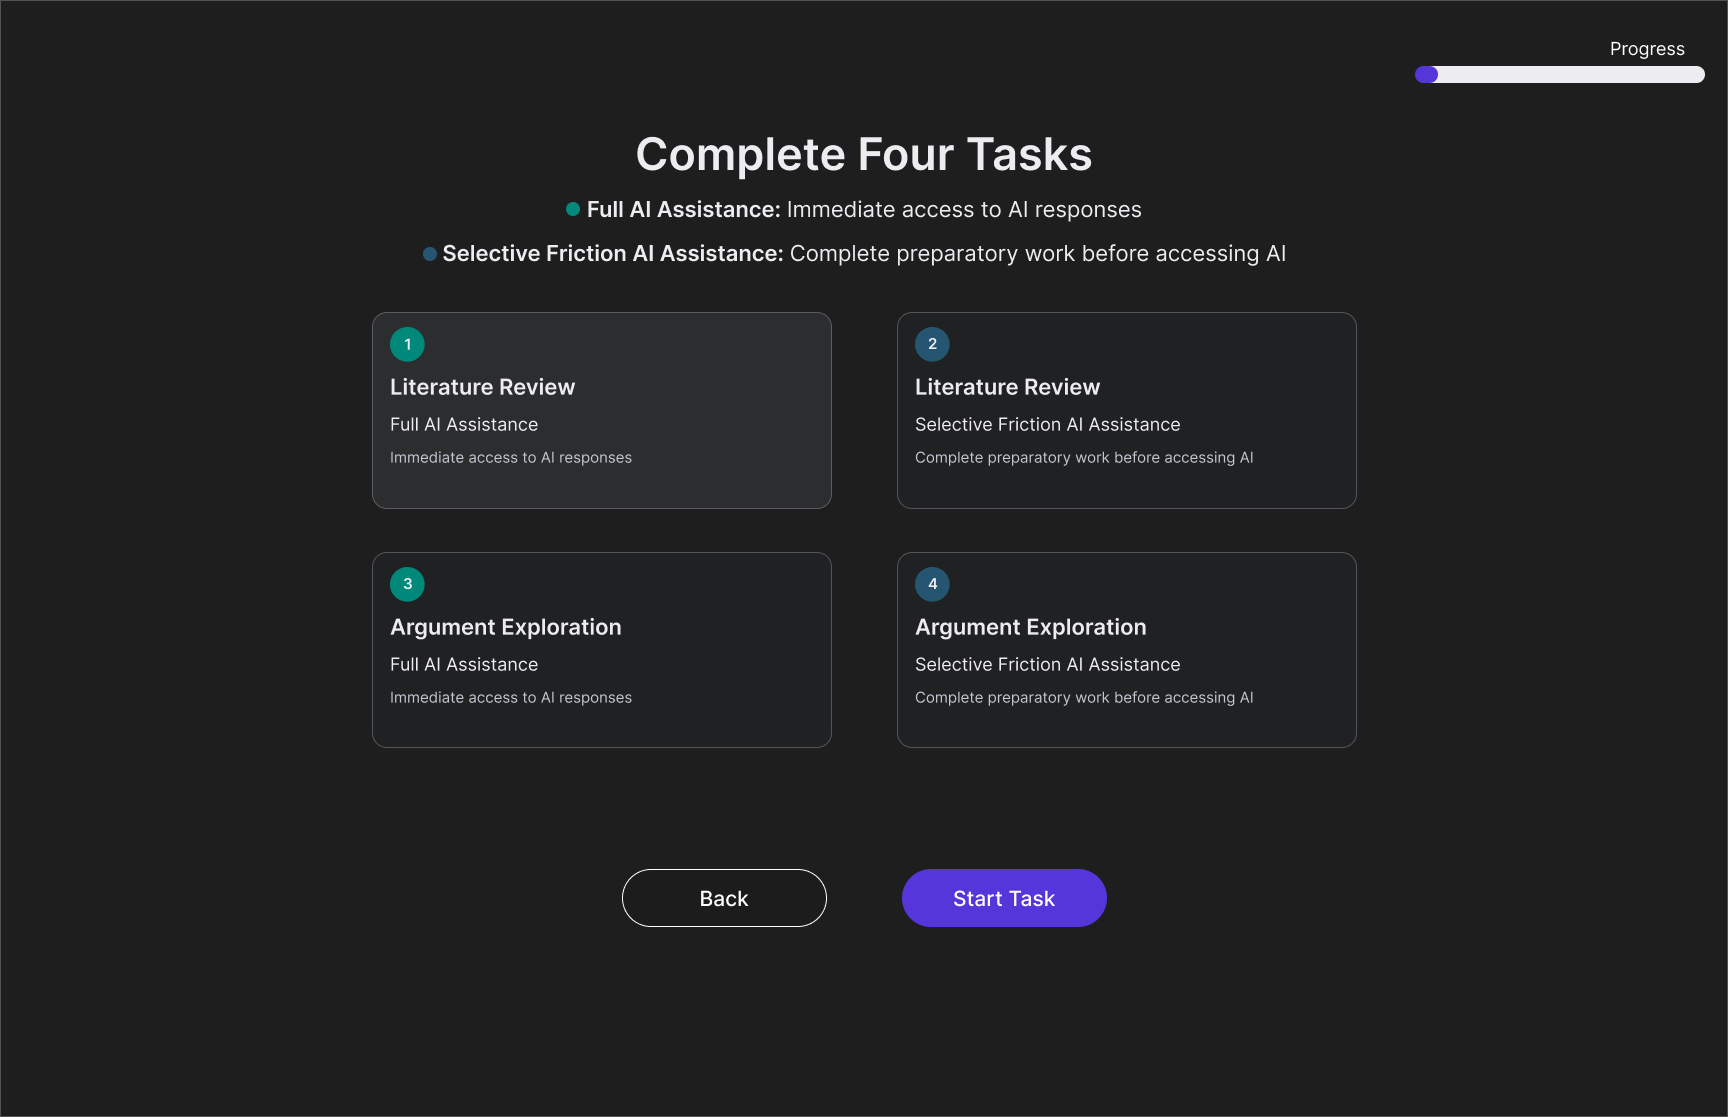 Progress
Complete Four Tasks
Full AI Assistance: Immediate access to AI responses
Selective Friction AI Assistance: Complete preparatory work before accessing AI
1
Literature Review
Full AI Assistance
Immediate access to AI responses
2
Literature Review
Selective Friction AI Assistance
Complete preparatory work before accessing AI
3
Argument Exploration
Full AI Assistance
Immediate access to AI responses
4
Argument Exploration
Selective Friction AI Assistance
Complete preparatory work before accessing AI
Back
Start Task